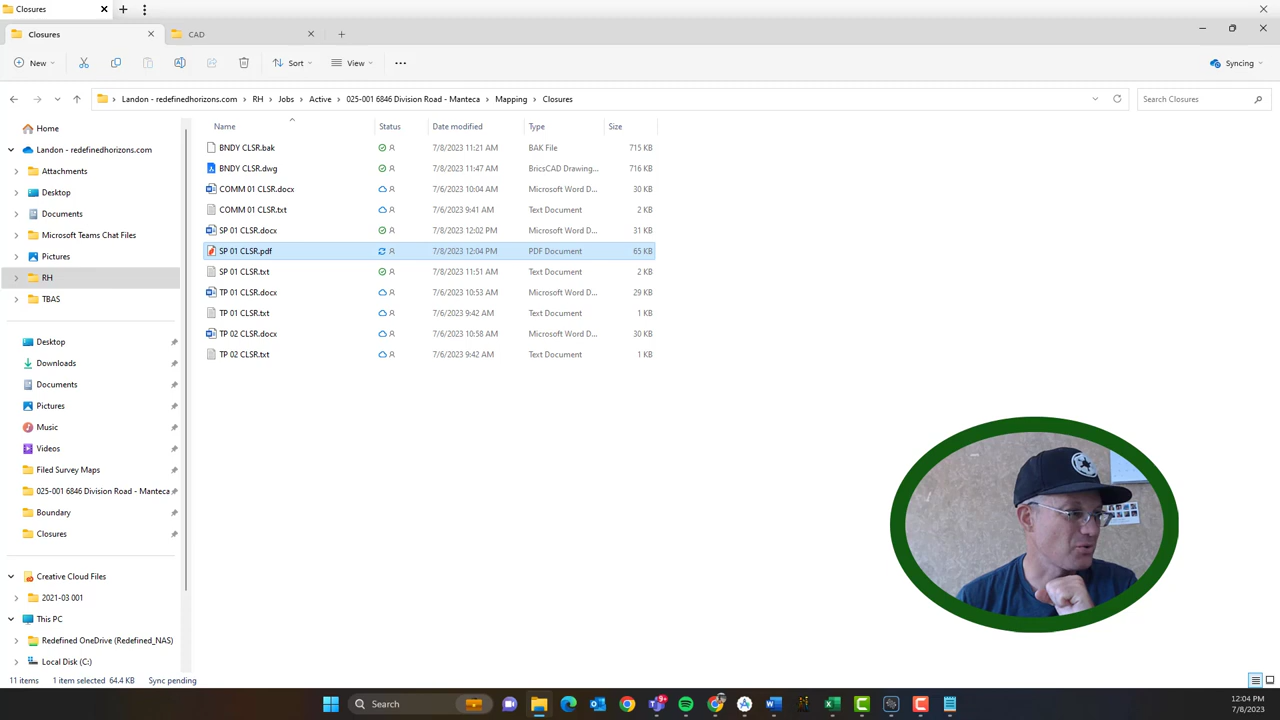 Closures
Closures
CAD
New
Sort
View
Syncing
Landon - redefinedhorizons.com
RH
Jobs
Active
025-001 6846 Division Road - Manteca
Mapping
Closures
Search Closures
Name
Status
Date modified
Type
Size
BNDY CLSR.bak 7/8/2023 11:21 AM BAK File 715 KB
BNDY CLSR.dwg 7/8/2023 11:47 AM BricsCAD Drawing... 716 KB
COMM 01 CLSR.docx 7/6/2023 10:04 AM Microsoft Word D... 30 KB
COMM 01 CLSR.txt 7/6/2023 9:41 AM Text Document 2 KB
SP 01 CLSR.docx 7/8/2023 12:02 PM Microsoft Word D... 31 KB
SP 01 CLSR.pdf 7/8/2023 12:04 PM PDF Document 65 KB
SP 01 CLSR.txt 7/8/2023 11:51 AM Text Document 2 KB
TP 01 CLSR.docx 7/6/2023 10:53 AM Microsoft Word D... 29 KB
TP 01 CLSR.txt 7/6/2023 9:42 AM Text Document 1 KB
TP 02 CLSR.docx 7/6/2023 10:58 AM Microsoft Word D... 30 KB
TP 02 CLSR.txt 7/6/2023 9:42 AM Text Document 1 KB
Home
Landon - redefinedhorizons.com
Attachments
Desktop
Documents
Microsoft Teams Chat Files
Pictures
RH
TBAS
Desktop
Downloads
Documents
Pictures
Music
Videos
Filed Survey Maps
025-001 6846 Division Road - Manteca
Boundary
Closures
Creative Cloud Files
2021-03 001
This PC
Redefined OneDrive (Redefined_NAS)
Local Disk (C:)
11 items 1 item selected 64.4 KB Sync pending
Search
9+
12:04 PM
7/8/2023